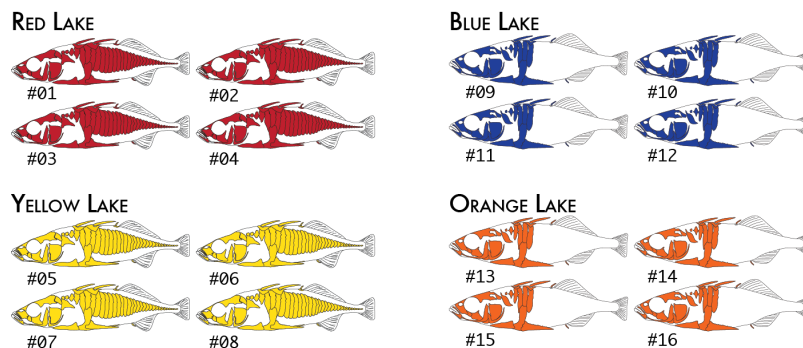 Red Lake
#01 #02
#03 #04
Blue Lake
#09 #10
#11 #12
Yellow Lake
#05 #06
#07 #08
Orange Lake
#13 #14
#15 #16